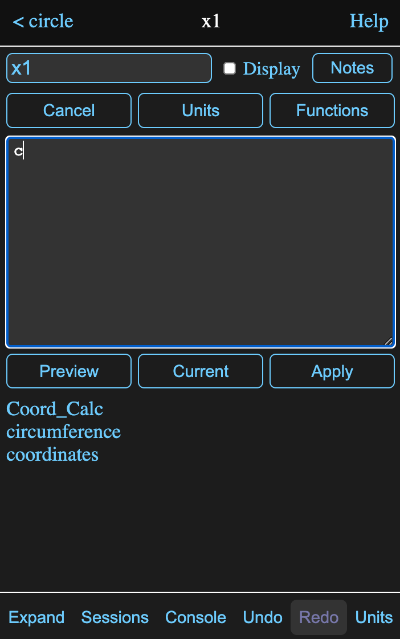 < circle x1 Help
x1 Display Notes
Cancel Units Functions
c
Preview Current Apply
Coord_Calc
circumference
coordinates
Expand Sessions Console Undo Redo Units